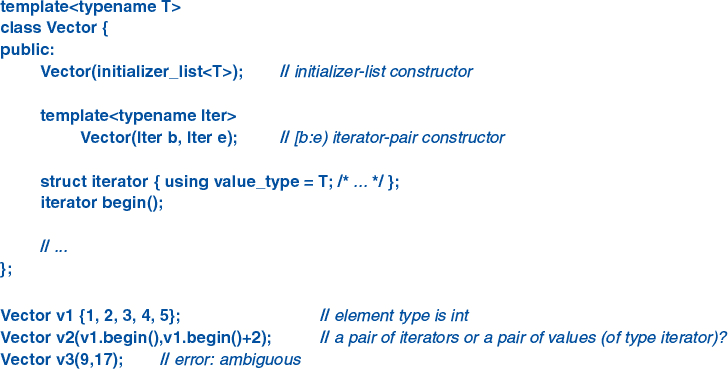 template<typename T>
class Vector {
public:
Vector(initializer_list<T>); // initializer-list constructor
template<typename Iter>
Vector(Iter b, Iter e); // [b:e) iterator-pair constructor
struct iterator { using value_type = T; /* ... */ };
iterator begin();
// ...
};
Vector v1 {1, 2, 3, 4, 5}; // element type is int
Vector v2(v1.begin(),v1.begin()+2); // a pair of iterators or a pair of values (of type iterator)?
Vector v3(9,17); // error: ambiguous